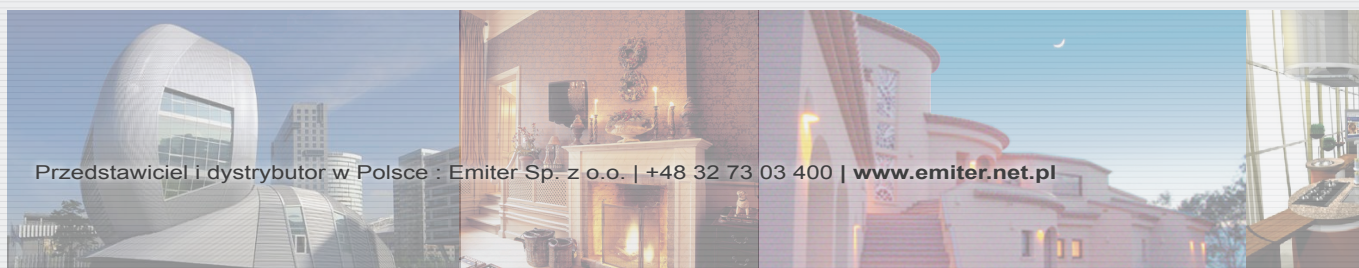 Przedstawiciel i dystrybutor w Polsce : Emiter Sp. z o.o. | +48 32 73 03 400 | www.emiter.net.pl